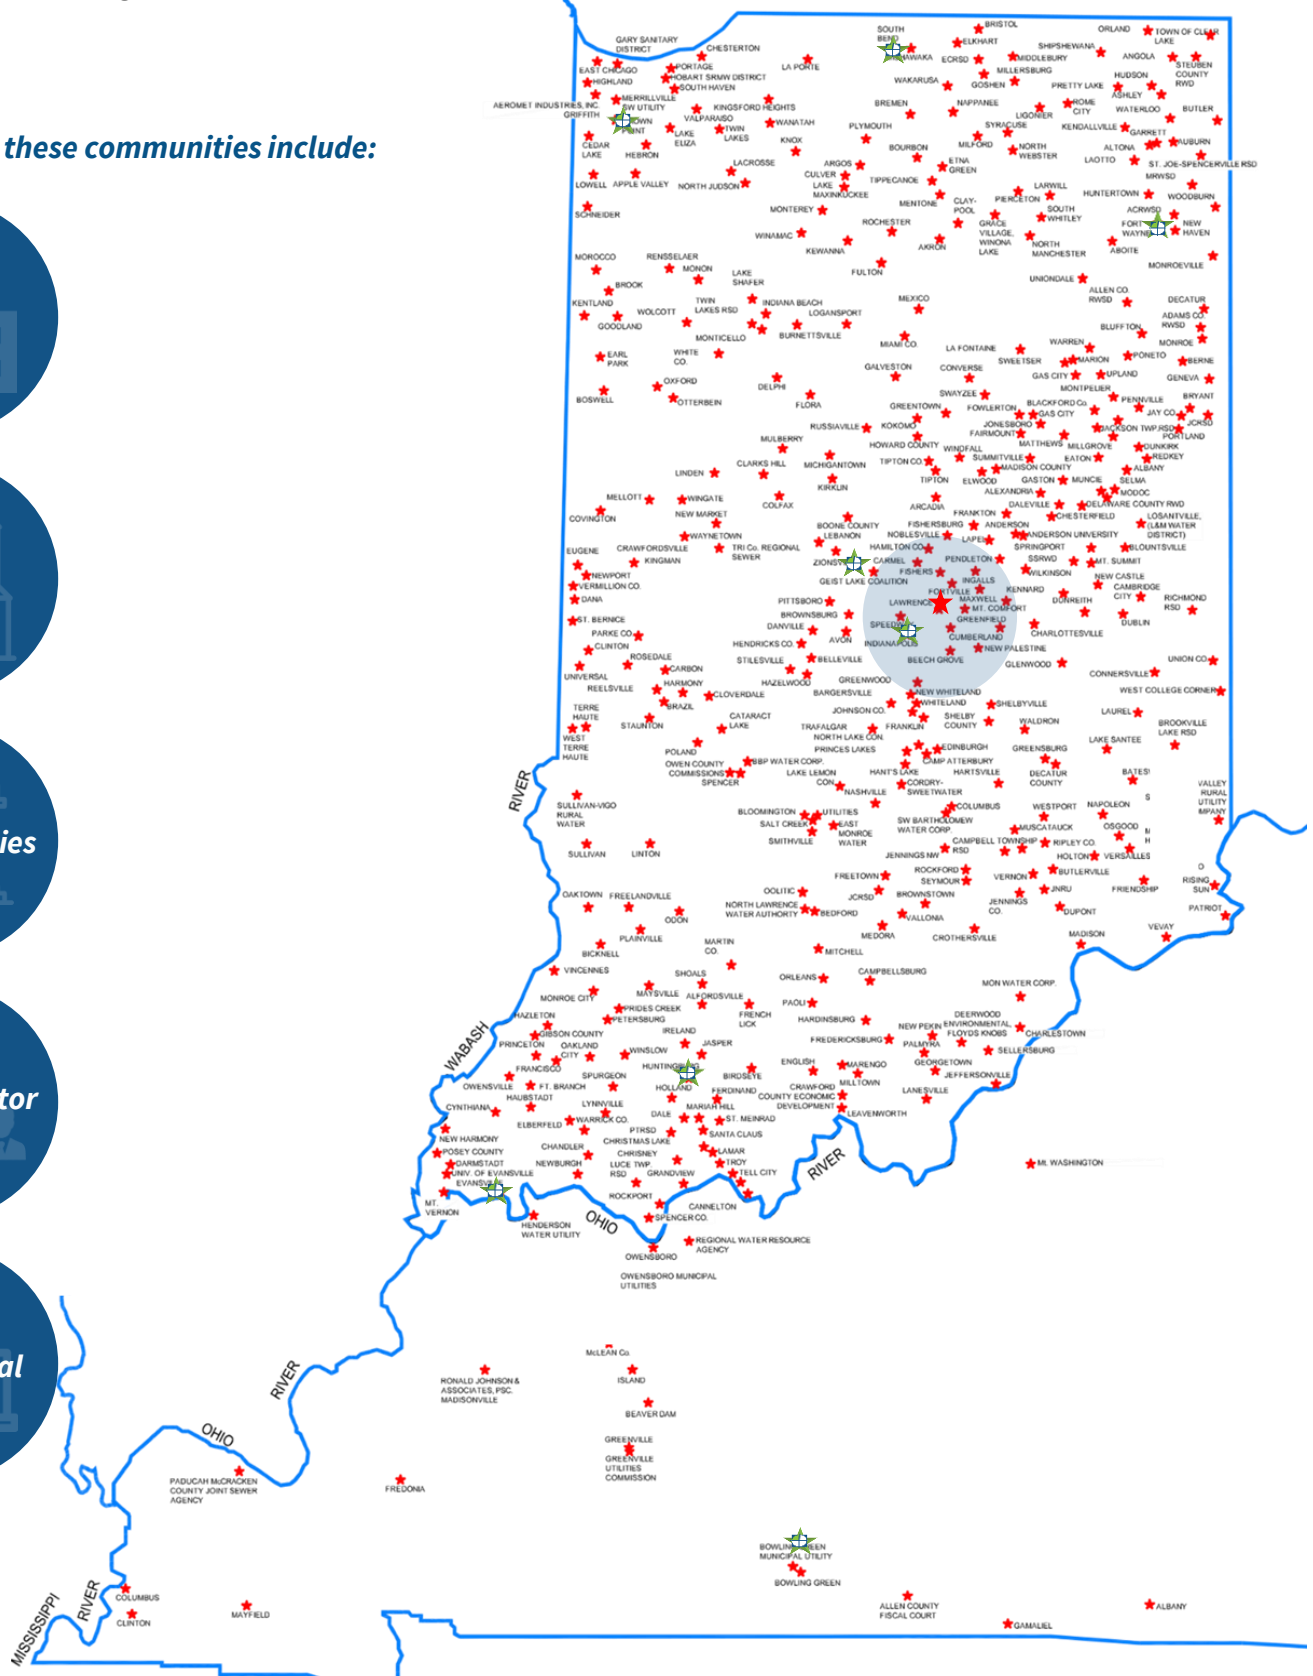 these communities include:
ies
tor
al
GARY SANITARY
DISTRICT
CHESTERTON
EAST CHICAGO
HIGHLAND
PORTAGE
HOBART SRMW DISTRICT
SOUTH HAVEN
LA PORTE
AEROMET INDUSTRIES, INC.
GRIFFITH
MERRILLVILLE
SW UTILITY
KINGSFORD HEIGHTS
VALPARAISO
WANATAH
CEDAR
LAKE
HEBRON
LAKE
ELIZA
TWIN
LAKES
KNOX
LOWELL
APPLE VALLEY
LACROSSE
NORTH JUDSON
SCHNEIDER
SOUTH
BEND
BRISTOL
ELKHART
ECRSD
MIDDLEBURY
SHIPSHEWANA
ORLAND
TOWN OF CLEAR
LAKE
ANGOLA
STEUBEN
COUNTY
RWD
WAKARUSA
GOSHEN
MILLERSBURG
PRETTY LAKE
HUDSON
ASHLEY
BREMEN
NAPPANEE
LIGONIER
ROME
CITY
WATERLOO
BUTLER
PLYMOUTH
SYRACUSE
KENDALLVILLE
GARRETT
AUBURN
BOURBON
MILFORD
NORTH
WEBSTER
ALTONA
LAOTTO
ST. JOE-SPENCERVILLE RSD
ARGOS
CULVER
LAKE
MAXINKUCKEE
TIPPECANOE
ETNA
GREEN
MRWSD
WOODBURN
HUNTERTOWN
LARWILL
PIERCETON
MENTONE
CLAY-
POOL
SOUTH
WHITLEY
ACRWSD
FORT
WAYNE
NEW
HAVEN
MONTEREY
ROCHESTER
GRACE
VILLAGE,
WINONA
LAKE
NORTH
MANCHESTER
ABOITE
WINAMAC
KEWANNA
AKRON
MONROEVILLE
FULTON
MOROCCO
RENSSELAER
MONON
LAKE
SHAFER
BROOK
UNIONDALE
ALLEN CO.
RWSD
DECATUR
KENTLAND
GOODLAND
WOLCOTT
TWIN
LAKES RSD
INDIANA BEACH
LOGANSPORT
MEXICO
ADAMS CO.
RWSD
MONTICELLO
BURNETTSVILLE
MIAMI CO.
BLUFFTON
MONROE
EARL
PARK
WHITE
CO.
LA FONTAINE
WARREN
SWEETSER
MARION
PONETO
BERNE
GALVESTON
CONVERSE
GAS CITY
UPLAND
GENEVA
OXFORD
BOSWELL
OTTERBEIN
DELPHI
FLORA
SWAYZEE
MONTPELIER
PENNVILLE
BRYANT
GREENTOWN
FOWLERTON
BLACKFORD Co.
GAS CITY
JAY CO.
JCRSD
RUSSIAVILLE
KOKOMO
JONESBORO
FAIRMOUNT
JACKSON TWP.RSD
PORTLAND
MULBERRY
HOWARD COUNTY
MATTHEWS
MILLGROVE
DUNKIRK
WINDFALL
CLARKS HILL
MICHIGANTOWN
TIPTON CO.
SUMMITVILLE
EATON
REDKEY
LINDEN
MADISON COUNTY
ALBANY
KIRKLIN
TIPTON
ELWOOD
GASTON
MUNCIE
SELMA
MELLOTT
WINGATE
COLFAX
ALEXANDRIA
MODOC
COVINGTON
NEW MARKET
ARCADIA
DALEVILLE
DELAWARE COUNTY RWD
FRANKTON
CHESTERFIELD
LOSANTVILLE,
(L&M WATER
DISTRICT)
BOONE COUNTY
LEBANON
FISHERSBURG
NOBLESVILLE
ANDERSON
WAYNETOWN
LAPEL
ANDERSON UNIVERSITY
EUGENE
CRAWFORDSVILLE
TRI Co. REGIONAL
SEWER
HAMILTON CO.
SPRINGPORT
BLOUNTSVILLE
KINGMAN
CARMEL
PENDLETON
SSRWD
MT. SUMMIT
NEWPORT
VERMILLION CO.
GEIST LAKE COALITION
FISHERS
INGALLS
WILKINSON
NEW CASTLE
CAMBRIDGE
CITY
FORTVILLE
KENNARD
DANA
PITTSBORO
LAWRENCE
MAXWELL
MT. COMFORT
DUNREITH
RICHMOND
RSD
BROWNSBURG
ST. BERNICE
DANVILLE
GREENFIELD
DUBLIN
PARKE CO.
AVON
INDIANAPOLIS
CUMBERLAND
CHARLOTTESVILLE
CLINTON
HENDRICKS CO.
NEW PALESTINE
ROSEDALE
STILESVILLE
BELLEVILLE
BEECH GROVE
GLENWOOD
UNION CO.
UNIVERSAL
CARBON
HAZELWOOD
GREENWOOD
CONNERSVILLE
REELSVILLE
HARMONY
CLOVERDALE
BARGERSVILLE
NEW WHITELAND
WHITELAND
WEST COLLEGE CORNER
BRAZIL
JOHNSON CO.
SHELBYVILLE
LAUREL
TERRE
HAUTE
STAUNTON
CATARACT
LAKE
TRAFALGAR
FRANKLIN
SHELBY
COUNTY
WALDRON
BROOKVILLE
LAKE RSD
WEST
TERRE
HAUTE
NORTH LAKE CON.
LAKE SANTEE
POLAND
PRINCES LAKES
EDINBURGH
GREENSBURG
OWEN COUNTY
COMMISSIONS
SPENCER
BBP WATER CORP.
CAMP ATTERBURY
LAKE LEMON
CON.
HANT'S LAKE
HARTSVILLE
DECATUR
COUNTY
CORDRY-
SWEETWATER
NASHVILLE
VALLEY
RURAL
UTILITY
SULLIVAN-VIGO
RURAL
WATER
BLOOMINGTON
UTILITIES
COLUMBUS
WESTPORT
NAPOLEON
SALT CREEK
EAST
MONROE
WATER
SW BARTHOLOMEW
WATER CORP.
MUSCATAUCK
OSGOOD
SMITHVILLE
CAMPBELL TOWNSHIP
RSD
RIPLEY CO.
SULLIVAN
LINTON
JENNINGS NW
HOLTON
VERSAILLES
ROCKFORD
BUTLERVILLE
FREETOWN
SEYMOUR
VERNON
RISING
SUN
OAKTOWN
FREELANDVILLE
OOLITIC
JCRSD
BROWNSTOWN
JNRU
FRIENDSHIP
NORTH LAWRENCE
WATER AUTHORTY
BEDFORD
JENNINGS
CO.
DUPONT
PATRIOT
ODON
VALLONIA
PLAINVILLE
MEDORA
CROTHERSVILLE
MADISON
VEVAY
BICKNELL
MARTIN
CO.
MITCHELL
VINCENNES
SHOALS
ORLEANS
CAMPBELLSBURG
MON WATER CORP.
MONROE CITY
MAYSVILLE
ALFORDSVILLE
PRIDES CREEK
PETERSBURG
FRENCH
LICK
PAOLI
HARDINSBURG
DEERWOOD
ENVIRONMENTAL
HAZLETON
GIBSON COUNTY
IRELAND
NEW PEKIN
FLOYDS KNOBS
CHARLESTOWN
PRINCETON
OAKLAND
CITY
WINSLOW
JASPER
FREDERICKSBURG
PALMYRA
SELLERSBURG
FRANCISCO
SPURGEON
BIRDSEYE
ENGLISH
MARENGO
GEORGETOWN
OWENSVILLE
FT. BRANCH
HOLLAND
MILLTOWN
JEFFERSONVILLE
HAUBSTADT
FERDINAND
CRAWFORD
COUNTY ECONOMIC
DEVELOPMENT
LANESVILLE
CYNTHIANA
LYNNVILLE
DALE
MARIAH HILL
LEAVENWORTH
ELBERFELD
WARRICK CO.
ST. MEINRAD
PTRSD
SANTA CLAUS
NEW HARMONY
CHRISTMAS LAKE
POSEY COUNTY
CHANDLER
CHRISNEY
LAMAR
DARMSTADT
NEWBURGH
LUCE TWP.
RSD
TROY
UNIV. OF EVANSVILLE
GRANDVIEW
TELL CITY
EVANSVILLE
MT.
VERNON
ROCKPORT
CANNELTON
Mt. WASHINGTON
HENDERSON
WATER UTILITY
SPENCER CO.
REGIONAL WATER RESOURCE
AGENCY
OWENSBORO
OWENSBORO MUNICIPAL
UTILITIES
RIVER
WABASH
OHIO
RIVER
McLEAN Co.
RONALD JOHNSON &
ASSOCIATES, PSC.
MADISONVILLE
ISLAND
BEAVER DAM
RIVER
OHIO
GREENVILLE
GREENVILLE
UTILITIES
COMMISSION
PADUCAH McCRACKEN
COUNTY JOINT SEWER
AGENCY
FREDONIA
MUNICIPAL UTILITY
BOWLING GREEN
COLUMBUS
CLINTON
MAYFIELD
ALLEN COUNTY
FISCAL COURT
ALBANY
GAMALIEL
RIVER
MISSISSIPPI